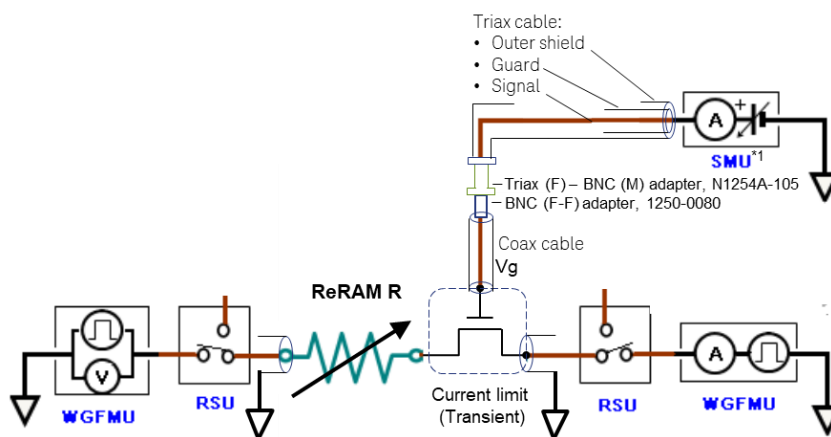 Triax cable:
• Outer shield
• Guard
• Signal
A
+
SMU*1
Triax (F) – BNC (M) adapter, N1254A-105
BNC (F-F) adapter, 1250-0080
Coax cable
Vg
ReRAM R
V
A
WGFMU
RSU
Current limit
(Transient)
RSU
WGFMU